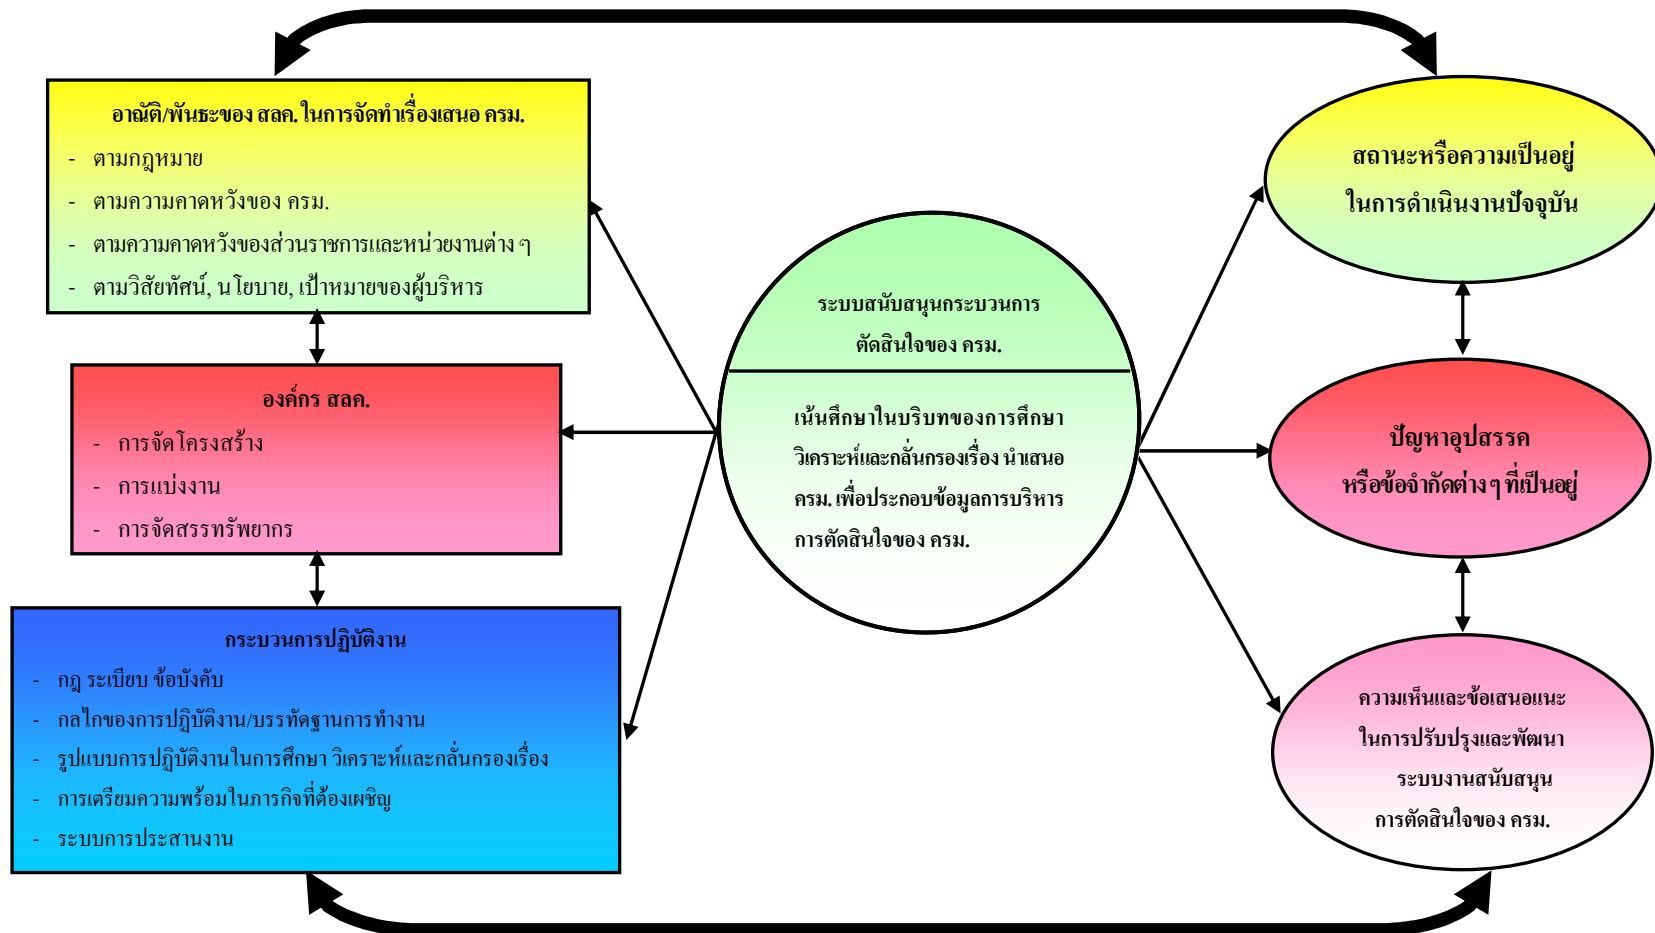 อาณัติ/พันธะของ สลค. ในการจัดทำเรื่องเสนอ ครม.
- ตามกฎหมาย
- ตามความคาดหวังของ ครม.
- ตามความคาดหวังของส่วนราชการและหน่วยงานต่าง ๆ
- ตามวิสัยทัศน์, นโยบาย, เป้าหมายของผู้บริหาร
องค์กร สลค.
- การจัดโครงสร้าง
- การแบ่งงาน
- การจัดสรรทรัพยากร
กระบวนการปฏิบัติงาน
- กฎ ระเบียบ ข้อบังคับ
- กลไกของการปฏิบัติงาน/บรรทัดฐานการทำงาน
- รูปแบบการปฏิบัติงานในการศึกษา วิเคราะห์และกลั่นกรองเรื่อง
- การเตรียมความพร้อมในภารกิจที่ต้องเผชิญ
- ระบบการประสานงาน
ระบบสนับสนุนกระบวนการ
ตัดสินใจของ ครม.
เน้นศึกษาในบริบทของการศึกษา
วิเคราะห์และกลั่นกรองเรื่อง นำเสนอ
ครม. เพื่อประกอบข้อมูลการบริหาร
การตัดสินใจของ ครม.
สถานะหรือความเป็นอยู่
ในการดำเนินงานปัจจุบัน
ปัญหาอุปสรรค
หรือข้อจำกัดต่าง ๆ ที่เป็นอยู่
ความเห็นและข้อเสนอแนะ
ในการปรับปรุงและพัฒนา
ระบบงานสนับสนุน
การตัดสินใจของ ครม.